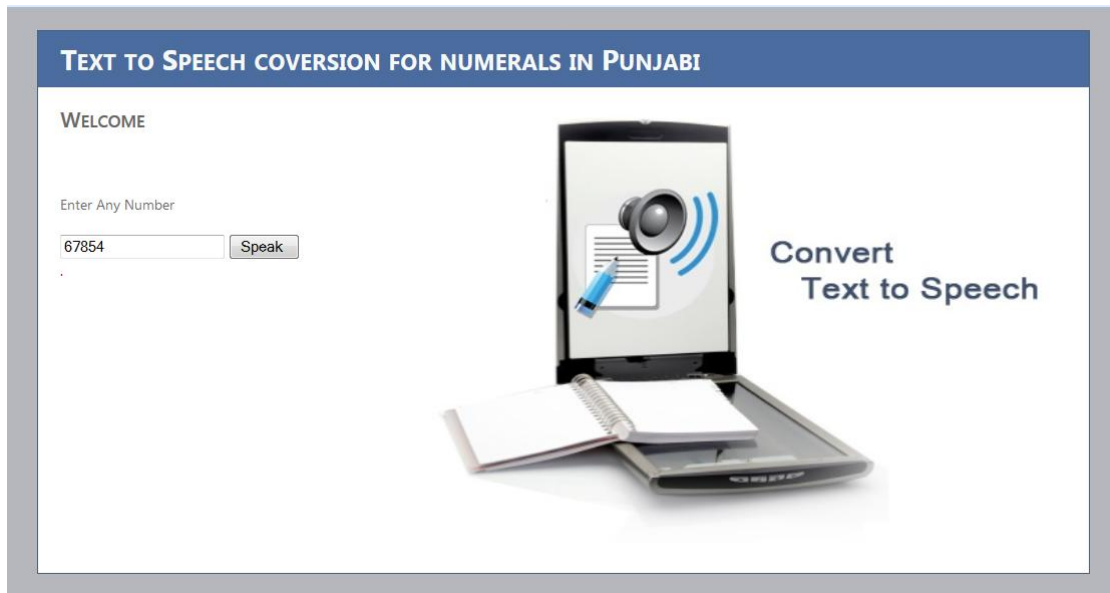 Text to Speech coversion for numerals in Punjabi
Welcome
Enter Any Number
67854 Speak
.
Convert
Text to Speech